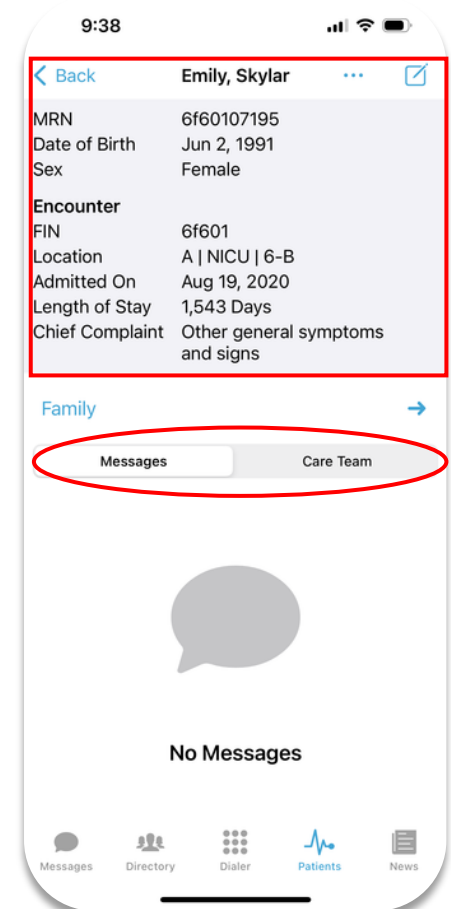 9:38
Back Emily, Skylar ...
MRN 6f60107195
Date of Birth Jun 2, 1991
Sex Female
Encounter
FIN 6f601
Location A | NICU | 6-B
Admitted On Aug 19, 2020
Length of Stay 1,543 Days
Chief Complaint Other general symptoms
and signs
Family
Messages Care Team
No Messages
Messages Directory Dialer Patients News